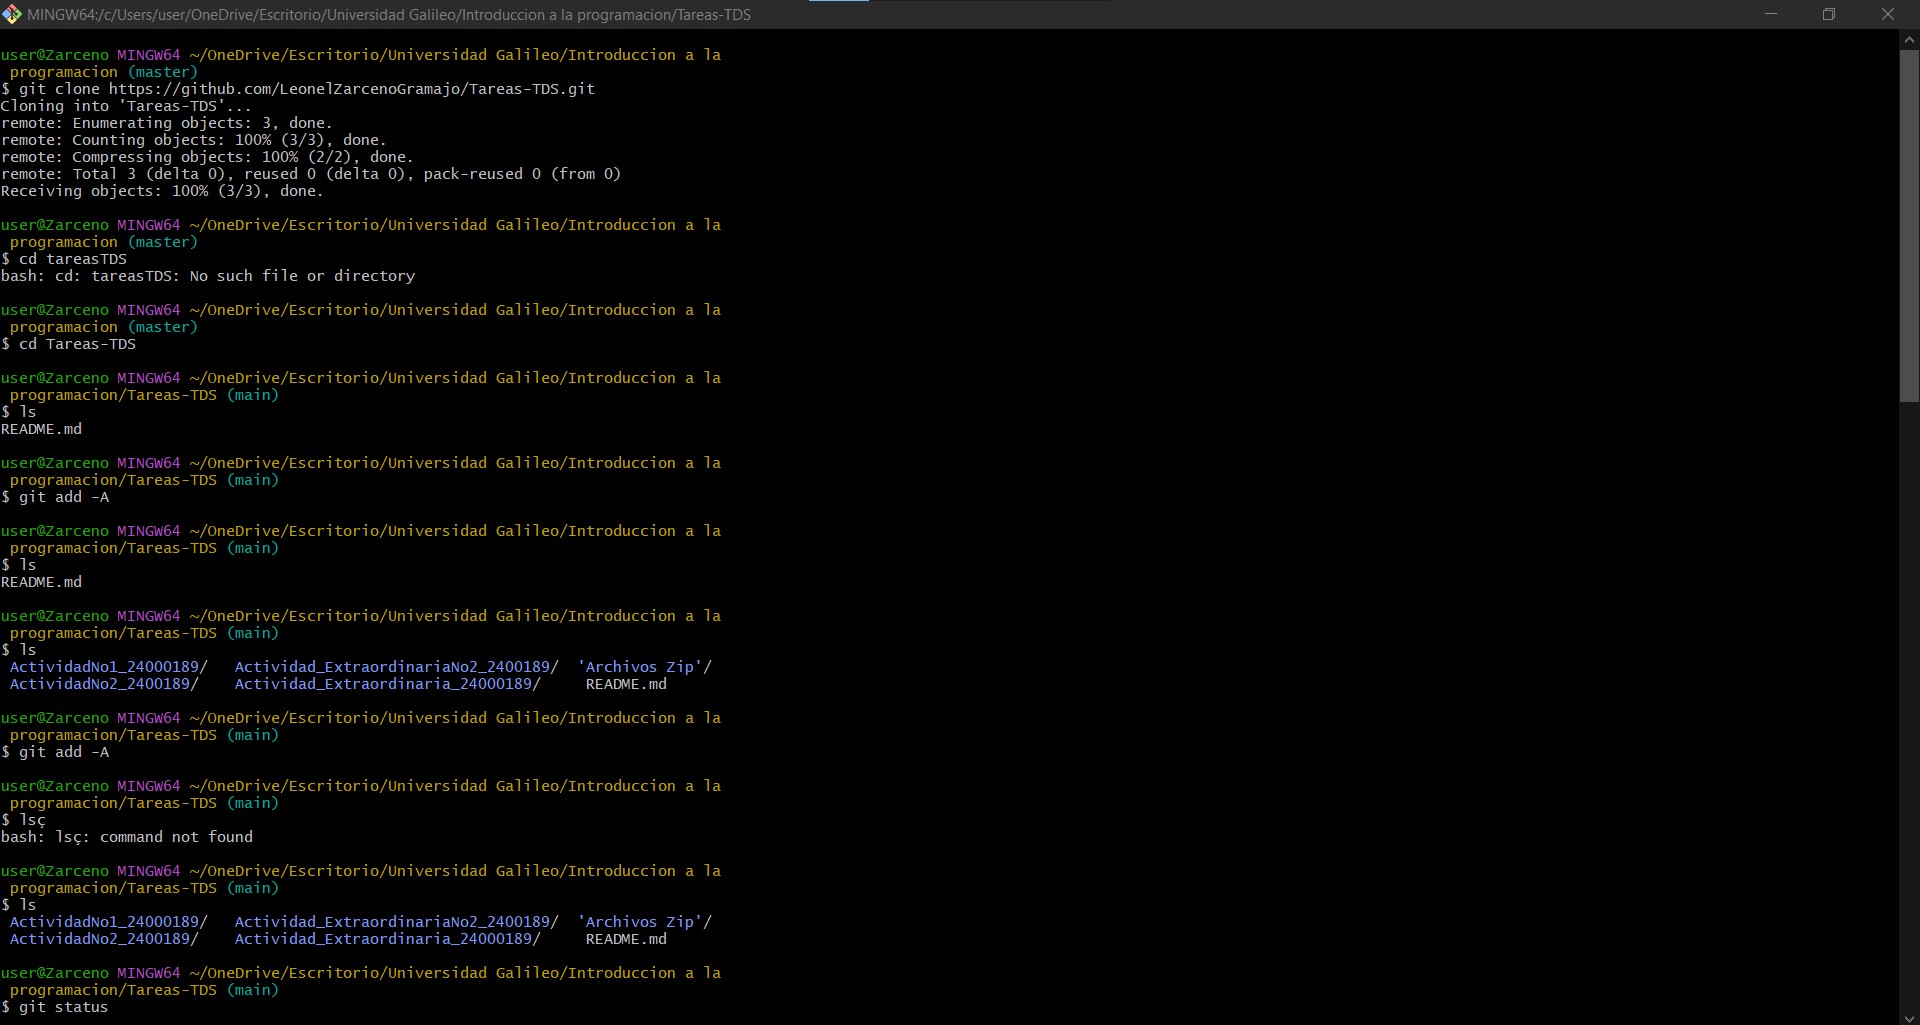 MINGW64:/c/Users/user/OneDrive/Escritorio/Universidad Galileo/Introduccion a la programacion/Tareas-TDS
user@Zarceno MINGW64 ~/OneDrive/Escritorio/Universidad Galileo/Introduccion a la
 programacion (master)
$ git clone https://github.com/LeonelZarcenoGramajo/Tareas-TDS.git
Cloning into 'Tareas-TDS'...
remote: Enumerating objects: 3, done.
remote: Counting objects: 100% (3/3), done.
remote: Compressing objects: 100% (2/2), done.
remote: Total 3 (delta 0), reused 0 (delta 0), pack-reused 0 (from 0)
Receiving objects: 100% (3/3), done.
user@Zarceno MINGW64 ~/OneDrive/Escritorio/Universidad Galileo/Introduccion a la
 programacion (master)
$ cd tareasTDS
bash: cd: tareasTDS: No such file or directory
user@Zarceno MINGW64 ~/OneDrive/Escritorio/Universidad Galileo/Introduccion a la
 programacion (master)
$ cd Tareas-TDS
user@Zarceno MINGW64 ~/OneDrive/Escritorio/Universidad Galileo/Introduccion a la
 programacion/Tareas-TDS (main)
$ ls
README.md
user@Zarceno MINGW64 ~/OneDrive/Escritorio/Universidad Galileo/Introduccion a la
 programacion/Tareas-TDS (main)
$ git add -A
user@Zarceno MINGW64 ~/OneDrive/Escritorio/Universidad Galileo/Introduccion a la
 programacion/Tareas-TDS (main)
$ ls
README.md
user@Zarceno MINGW64 ~/OneDrive/Escritorio/Universidad Galileo/Introduccion a la
 programacion/Tareas-TDS (main)
$ ls
 ActividadNo1_24000189/   Actividad_ExtraordinariaNo2_2400189/  'Archivos Zip'/
 ActividadNo2_2400189/    Actividad_Extraordinaria_24000189/     README.md
user@Zarceno MINGW64 ~/OneDrive/Escritorio/Universidad Galileo/Introduccion a la
 programacion/Tareas-TDS (main)
$ git add -A
user@Zarceno MINGW64 ~/OneDrive/Escritorio/Universidad Galileo/Introduccion a la
 programacion/Tareas-TDS (main)
$ lsç
bash: lsç: command not found
user@Zarceno MINGW64 ~/OneDrive/Escritorio/Universidad Galileo/Introduccion a la
 programacion/Tareas-TDS (main)
$ ls
 ActividadNo1_24000189/   Actividad_ExtraordinariaNo2_2400189/  'Archivos Zip'/
 ActividadNo2_2400189/    Actividad_Extraordinaria_24000189/     README.md
user@Zarceno MINGW64 ~/OneDrive/Escritorio/Universidad Galileo/Introduccion a la
 programacion/Tareas-TDS (main)
$ git status